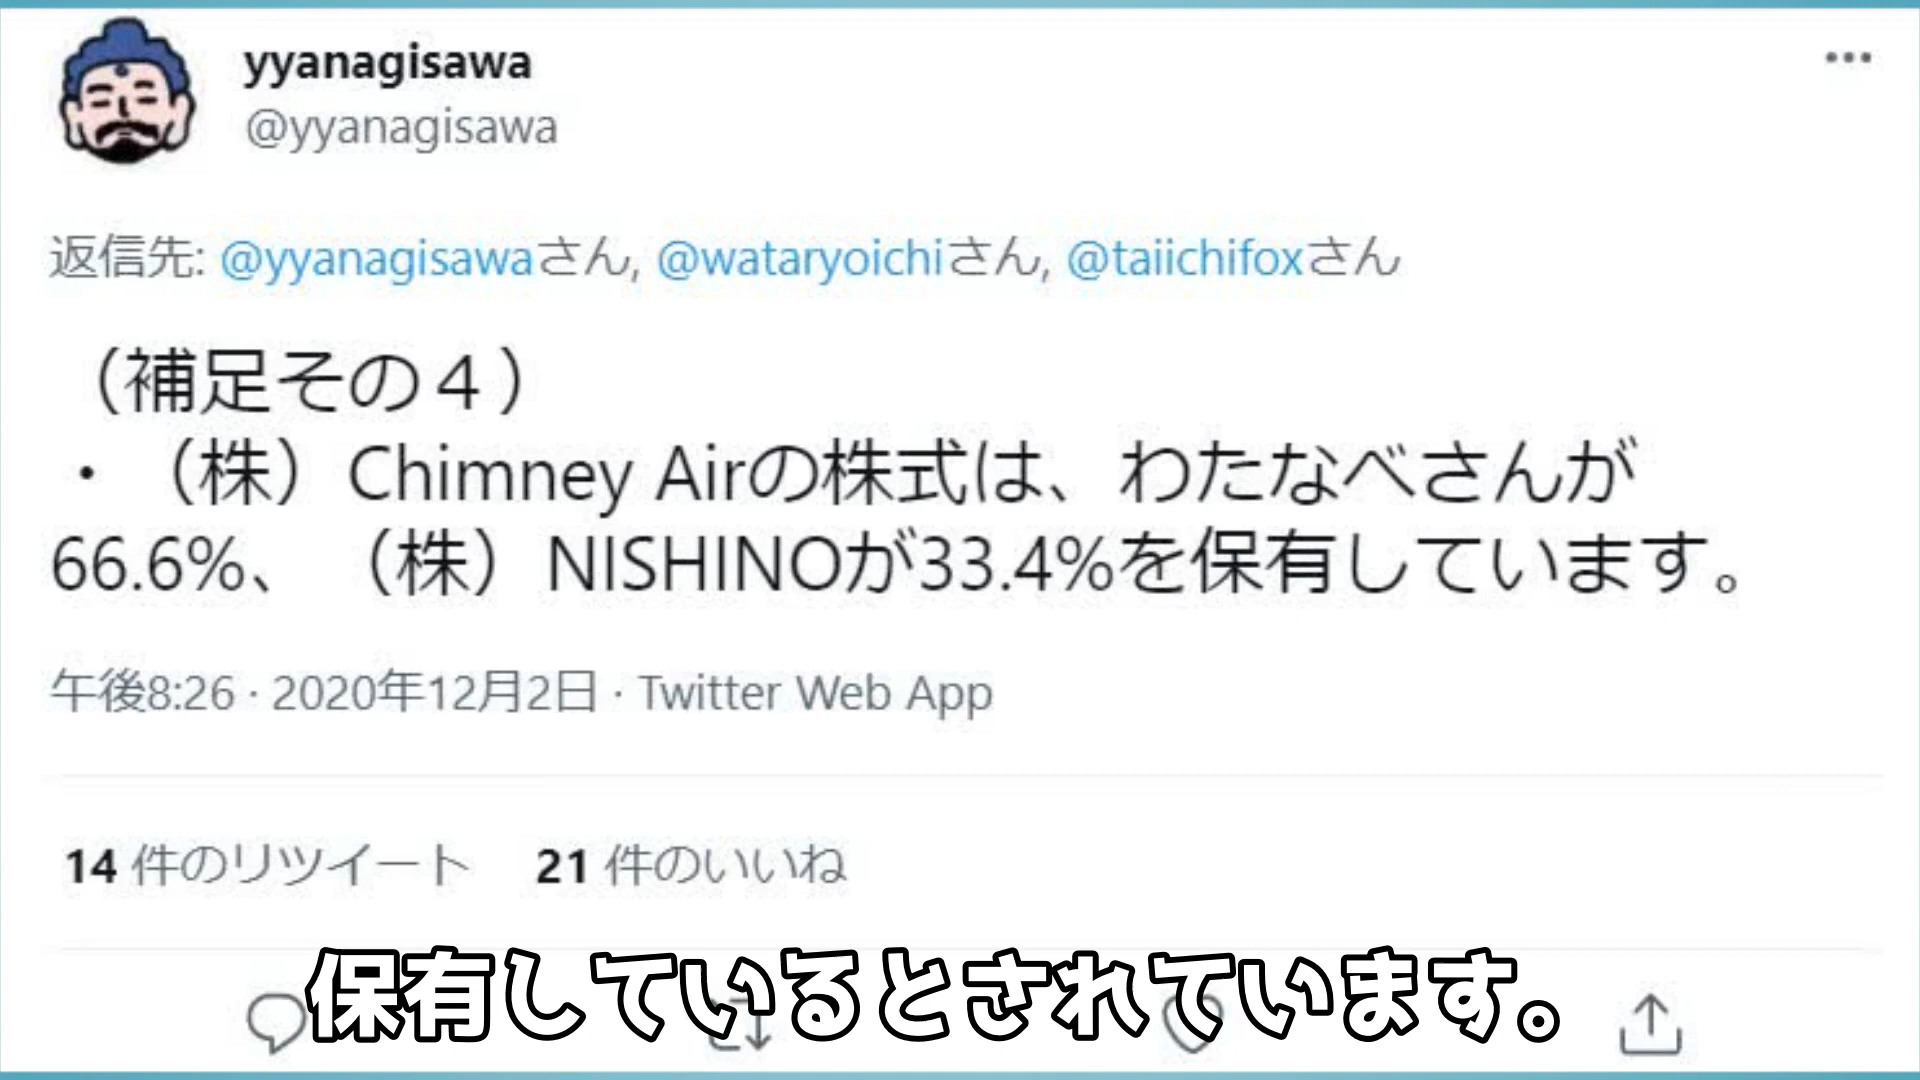 yyanagisawa
@yyanagisawa
返信先: @yyanagisawaさん, @wataryoichiさん, @taiichifoxさん
（補足その４）
・（株）Chimney Airの株式は、わたなべさんが
66.6%、（株）NISHINOが33.4%を保有しています。
午後8:26 · 2020年12月2日 · Twitter Web App
14 件のリツイート 21 件のいいね
保有しているとされています。